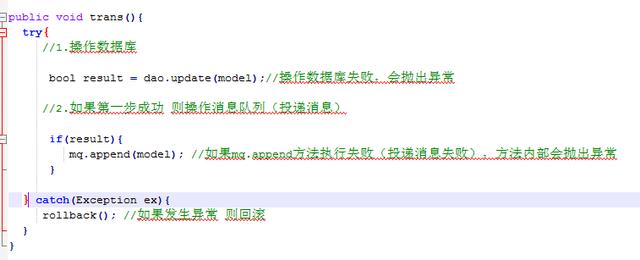 public void trans(){
try{
//1.操作数据库
bool result = dao.update(model);//操作数据库失败，会抛出异常
//2.如果第一步成功 则操作消息队列（投递消息）
if(result){
mq.append(model); //如果mq.append方法执行失败（投递消息失败），方法内部会抛出异常
}
} catch(Exception ex){
rollback(); //如果发生异常 则回滚
}
}